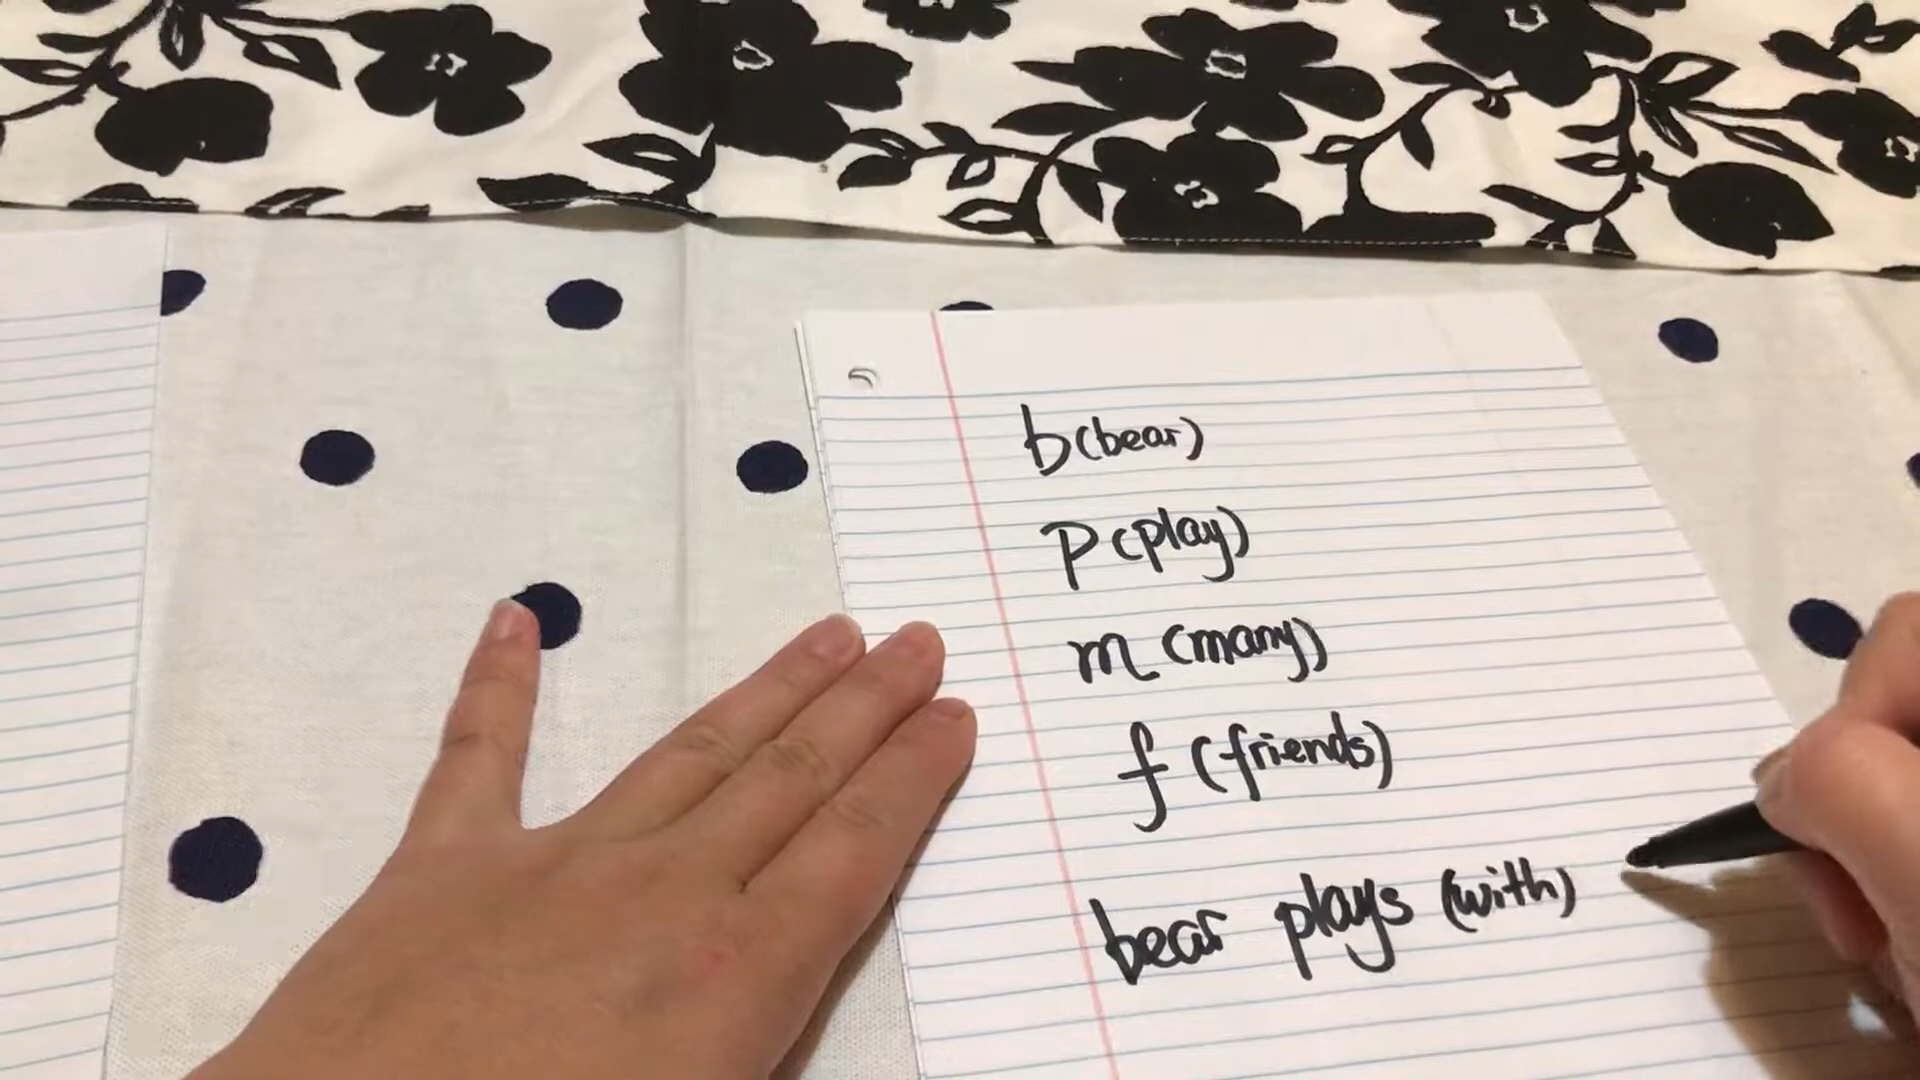 b (bear)
p (play)
m (many)
f (friends)
bear plays (with)